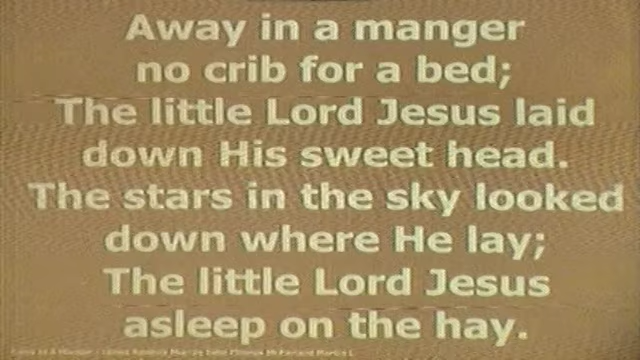 Away in a manger
no crib for a bed;
The little Lord Jesus laid
down His sweet head.
The stars in the sky looked
down where He lay;
The little Lord Jesus
asleep on the hay.